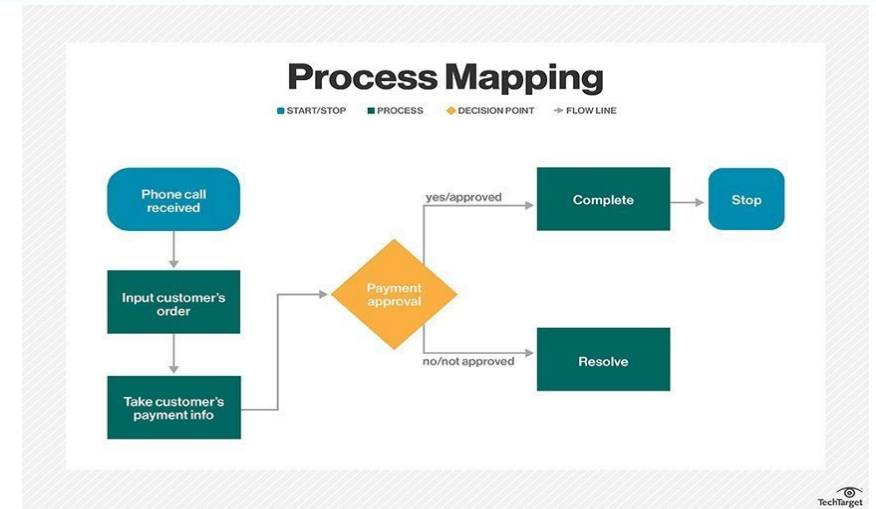 Process Mapping
START/STOP PROCESS DECISION POINT FLOW LINE
Phone call
received
Input customer's
order
Take customer's
payment info
Payment
approval
yes/approved
Complete
Stop
no/not approved
Resolve
TechTarget